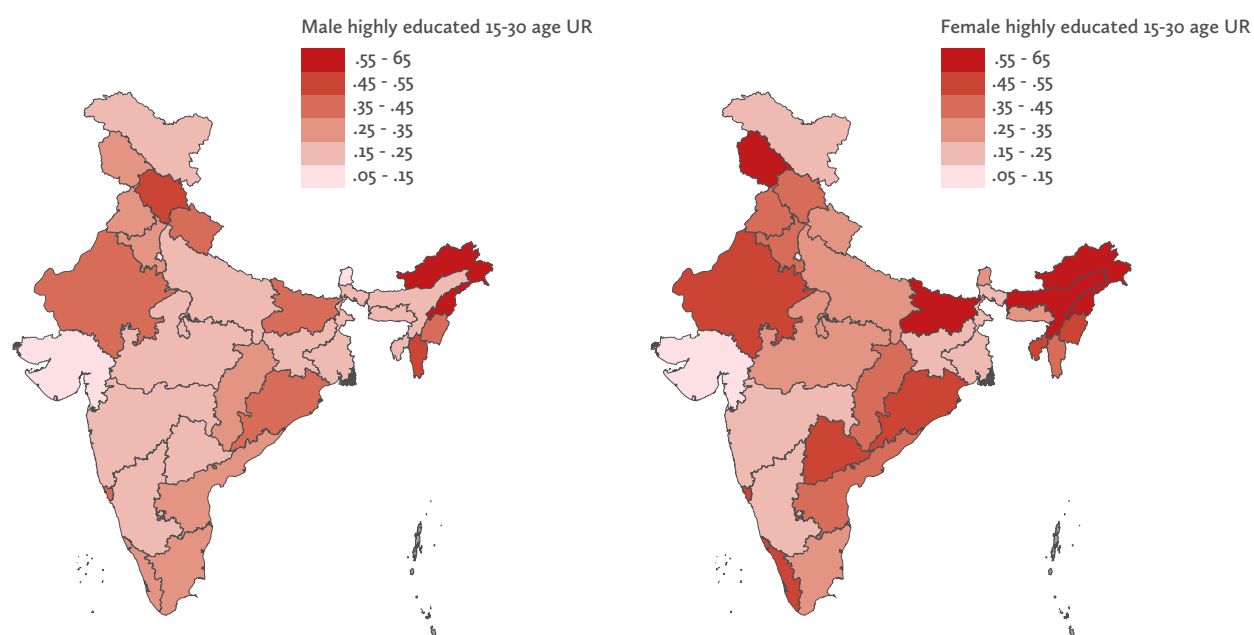 Male highly educated 15-30 age UR
.55 - 65
.45 - .55
.35 - .45
.25 - .35
.15 - .25
.05 - .15
Female highly educated 15-30 age UR
.55 - 65
.45 - .55
.35 - .45
.25 - .35
.15 - .25
.05 - .15